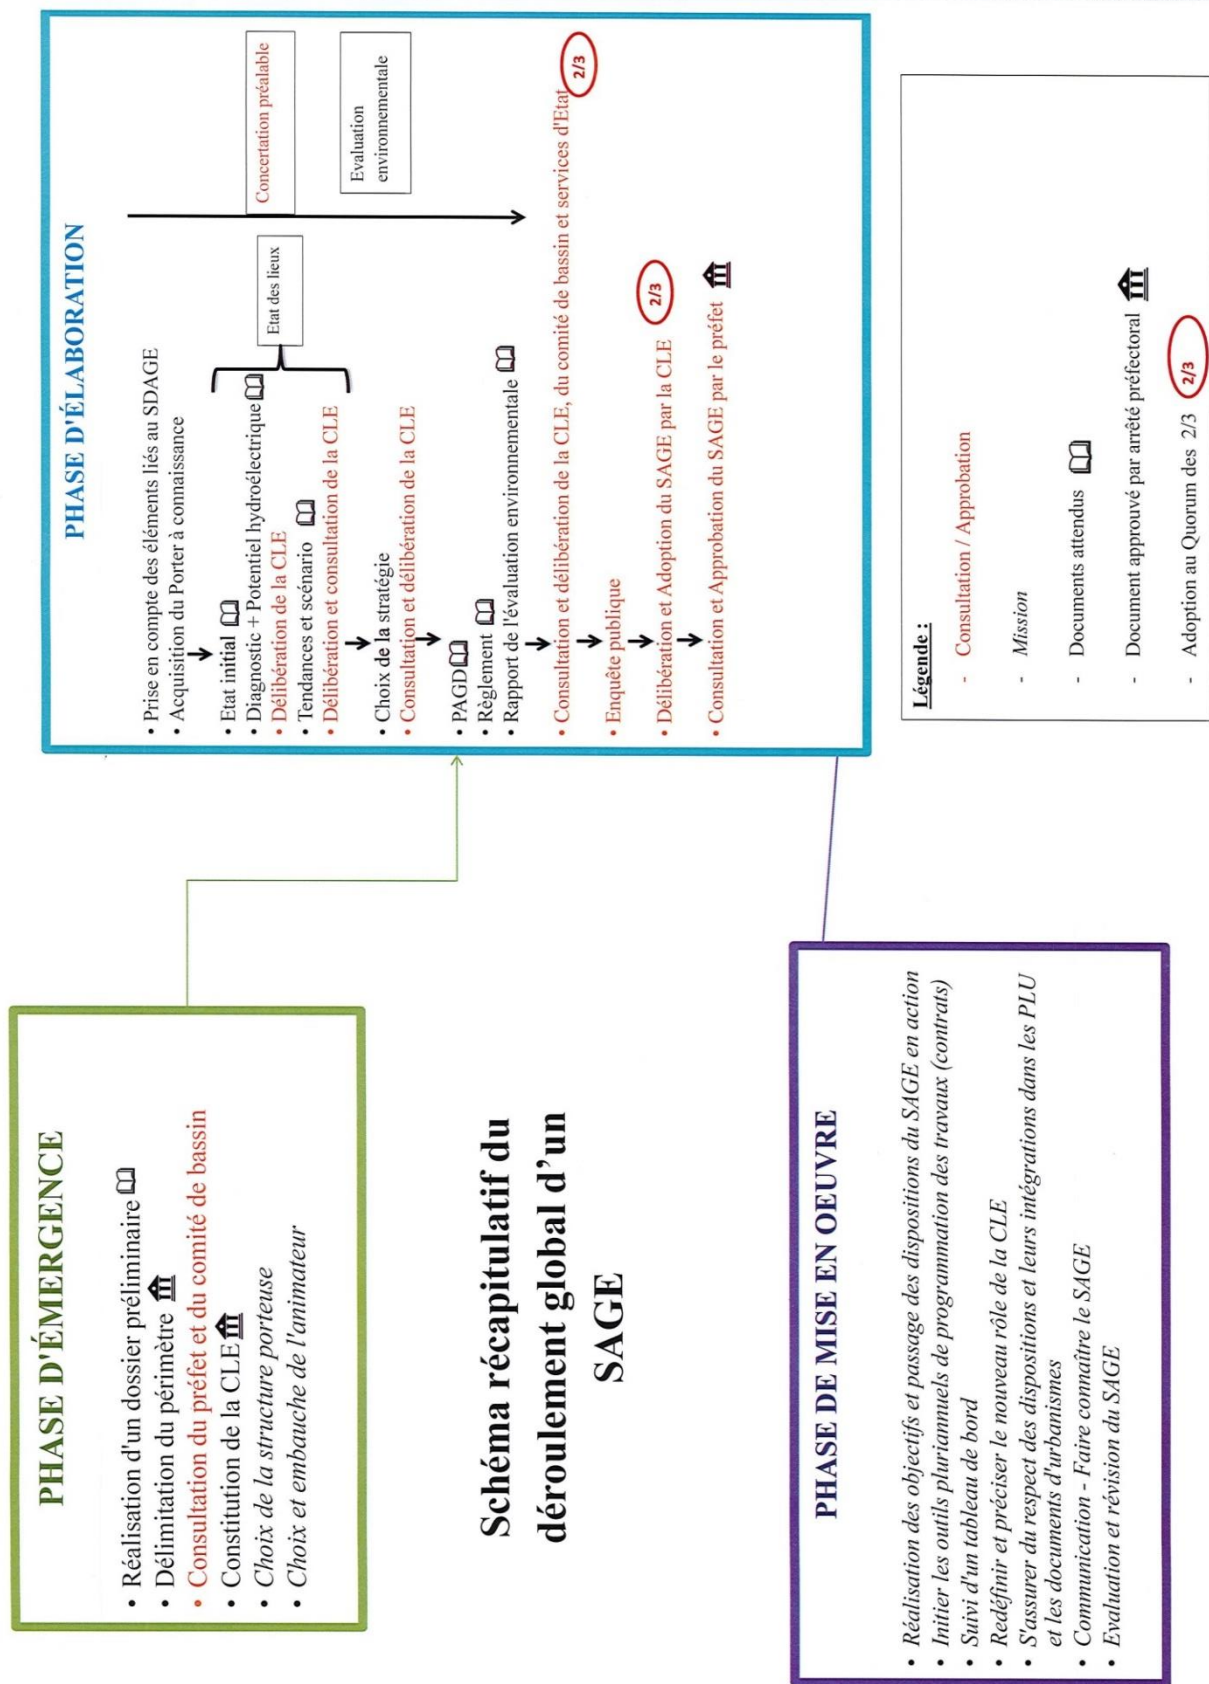 PHASE D'ÉMERGENCE
• Réalisation d'un dossier préliminaire
• Délimitation du périmètre
• Consultation du préfet et du comité de bassin
• Constitution de la CLE
• Choix de la structure porteuse
• Choix et embauche de l'animateur
PHASE D'ÉLABORATION
• Prise en compte des éléments liés au SDAGE
• Acquisition du Porter à connaissance
• Etat initial
• Diagnostic + Potentiel hydroélectrique
• Délibération de la CLE
• Tendances et scénario
• Délibération et consultation de la CLE
Etat des lieux
Concertation préalable
Evaluation
environnementale
• Choix de la stratégie
• Consultation et délibération de la CLE
• PAGD
• Règlement
• Rapport de l'évaluation environnementale
• Consultation et délibération de la CLE, du comité de bassin et services d'Etat 2/3
• Enquête publique
• Délibération et Adoption du SAGE par la CLE 2/3
• Consultation et Approbation du SAGE par le préfet
Schéma récapitulatif du
déroulement global d’un
SAGE
PHASE DE MISE EN OEUVRE
• Réalisation des objectifs et passage des dispositions du SAGE en action
• Initier les outils pluriannuels de programmation des travaux (contrats)
• Suivi d'un tableau de bord
• Redéfinir et préciser le nouveau rôle de la CLE
• S'assurer du respect des dispositions et leurs intégrations dans les PLU
et les documents d'urbanismes
• Communication - Faire connaître le SAGE
• Evaluation et révision du SAGE
Légende :
- Consultation / Approbation
- Mission
- Documents attendus
- Document approuvé par arrêté préfectoral
- Adoption au Quorum des 2/3 2/3